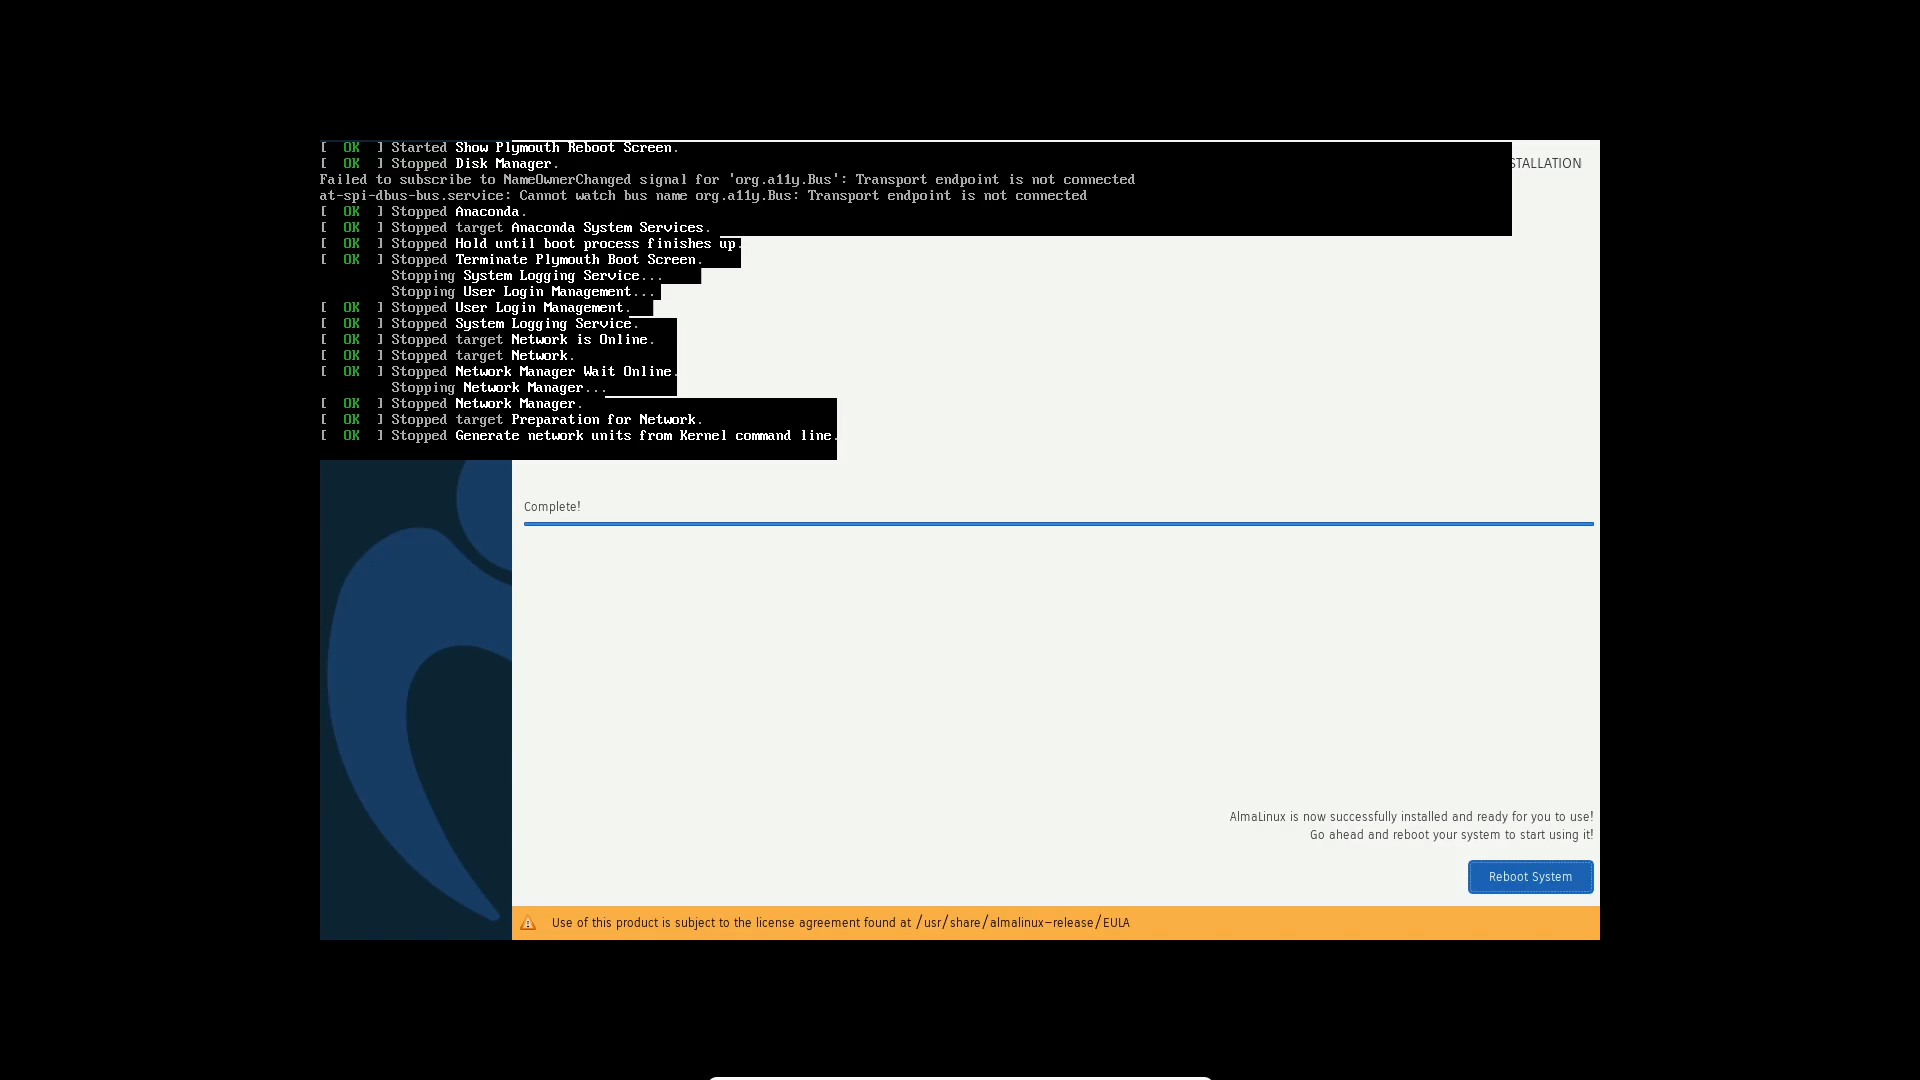 [  OK  ] Started Show Plymouth Reboot Screen.
[  OK  ] Stopped Disk Manager.
Failed to subscribe to NameOwnerChanged signal for 'org.a11y.Bus': Transport endpoint is not connected
at-spi-dbus-bus.service: Cannot watch bus name org.a11y.Bus: Transport endpoint is not connected
[  OK  ] Stopped Anaconda.
[  OK  ] Stopped target Anaconda System Services.
[  OK  ] Stopped Hold until boot process finishes up.
[  OK  ] Stopped Terminate Plymouth Boot Screen.
Stopping System Logging Service...
Stopping User Login Management...
[  OK  ] Stopped User Login Management.
[  OK  ] Stopped System Logging Service.
[  OK  ] Stopped target Network is Online.
[  OK  ] Stopped target Network.
[  OK  ] Stopped Network Manager Wait Online.
Stopping Network Manager...
[  OK  ] Stopped Network Manager.
[  OK  ] Stopped target Preparation for Network.
[  OK  ] Stopped Generate network units from Kernel command line.
STALLATION
Complete!
AlmaLinux is now successfully installed and ready for you to use!
Go ahead and reboot your system to start using it!
Reboot System
Use of this product is subject to the license agreement found at /usr/share/almalinux-release/EULA